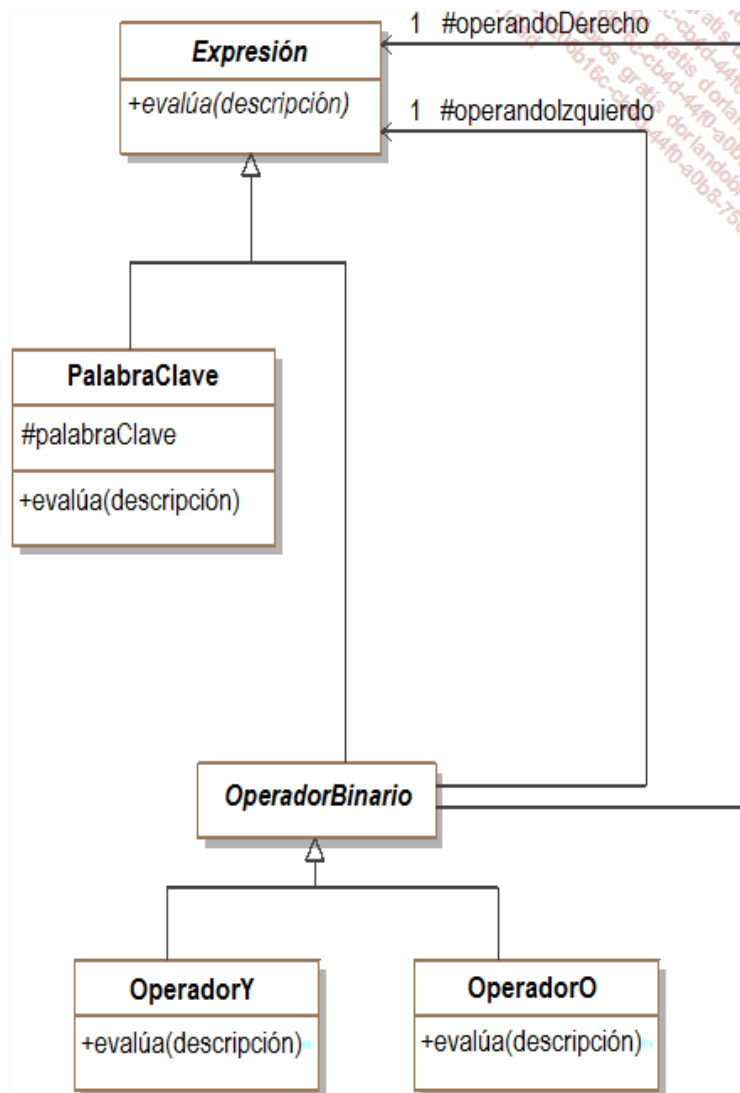 1 #operandoDerecho
Expresión
+evalúa(descripción)
1 #operandoIzquierdo
PalabraClave
#palabraClave
+evalúa(descripción)
OperadorBinario
OperadorY
+evalúa(descripción)
OperadorO
+evalúa(descripción)